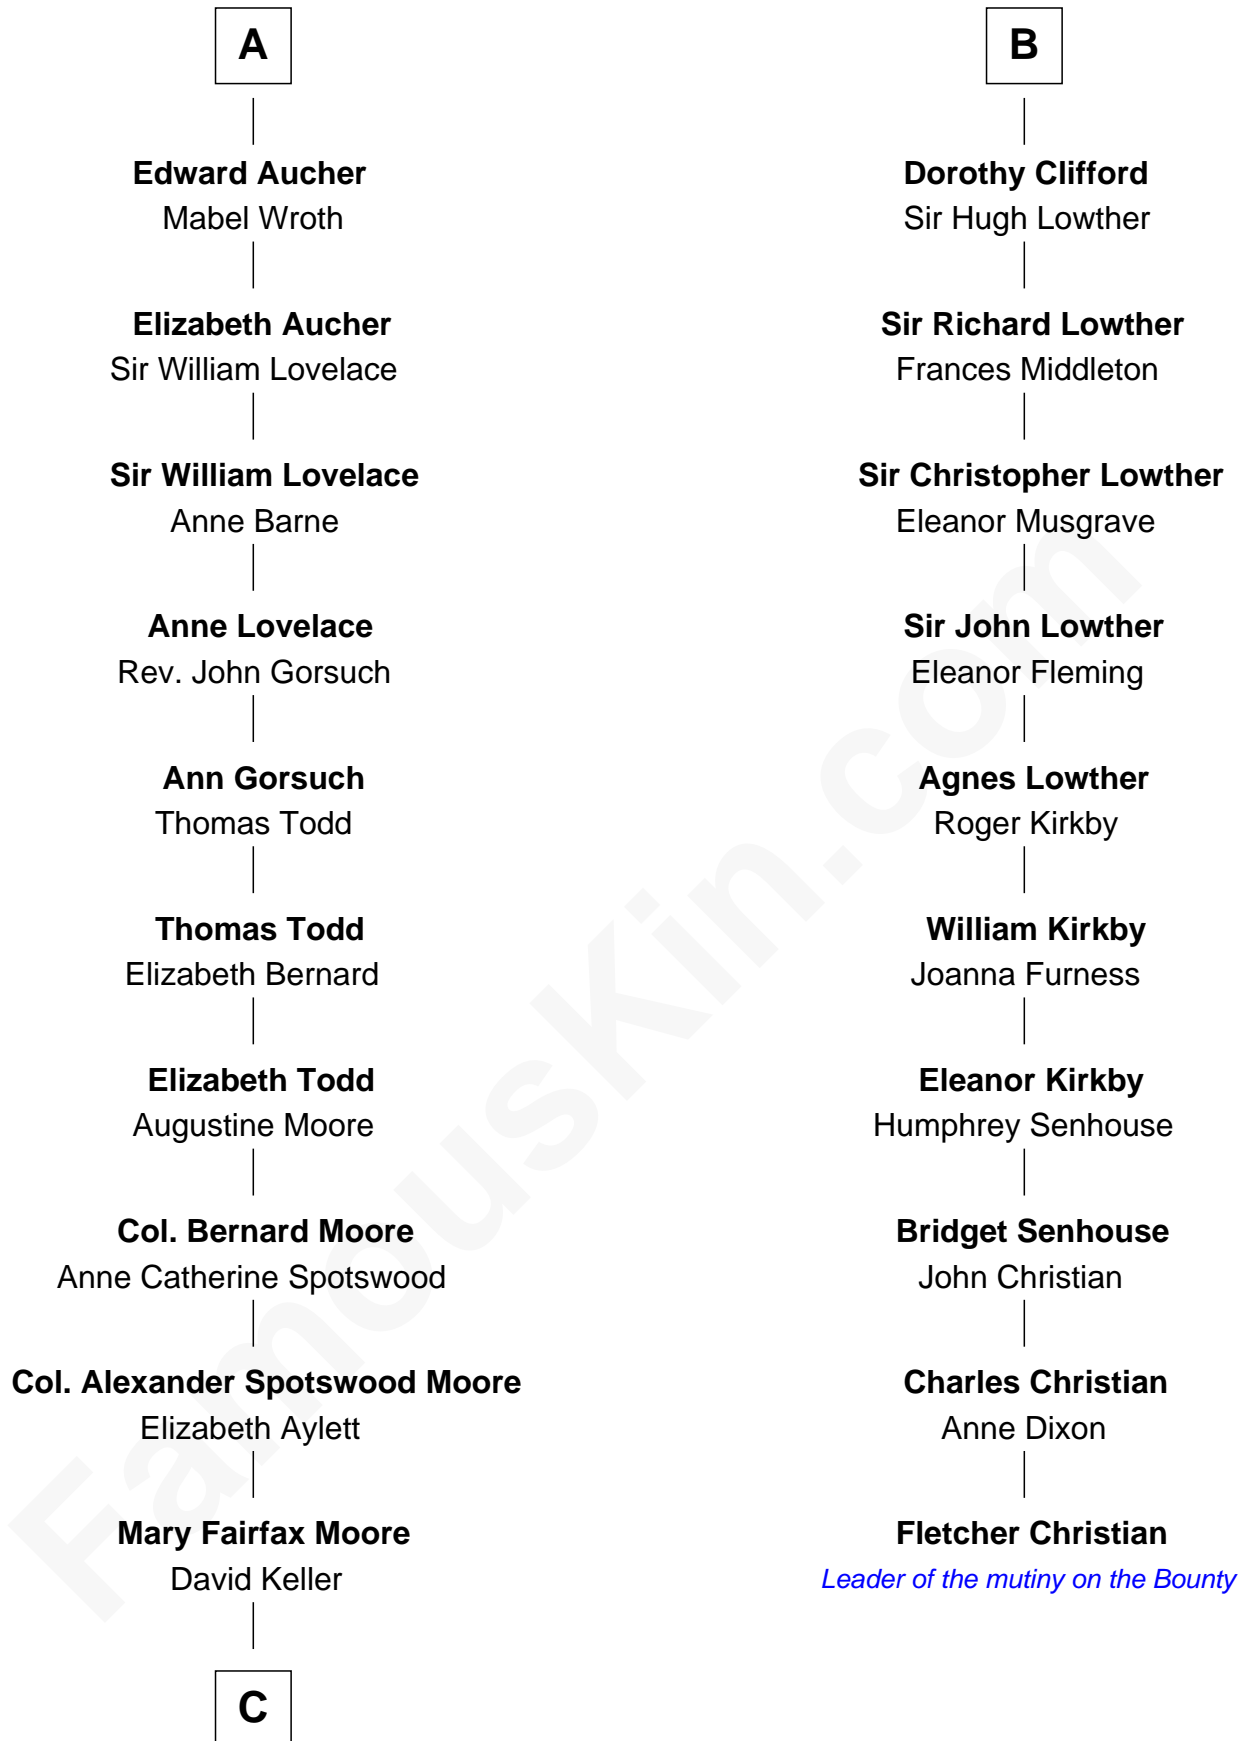 A
Edward Aucher
Mabel Wroth
Elizabeth Aucher
Sir William Lovelace
Sir William Lovelace
Anne Barne
Anne Lovelace
Rev. John Gorsuch
Ann Gorsuch
Thomas Todd
Thomas Todd
Elizabeth Bernard
Elizabeth Todd
Augustine Moore
Col. Bernard Moore
Anne Catherine Spotswood
Col. Alexander Spotswood Moore
Elizabeth Aylett
Mary Fairfax Moore
David Keller
C
B
Dorothy Clifford
Sir Hugh Lowther
Sir Richard Lowther
Frances Middleton
Sir Christopher Lowther
Eleanor Musgrave
Sir John Lowther
Eleanor Fleming
Agnes Lowther
Roger Kirkby
William Kirkby
Joanna Furness
Eleanor Kirkby
Humphrey Senhouse
Bridget Senhouse
John Christian
Charles Christian
Anne Dixon
Fletcher Christian
Leader of the mutiny on the Bounty
FamousKin.com